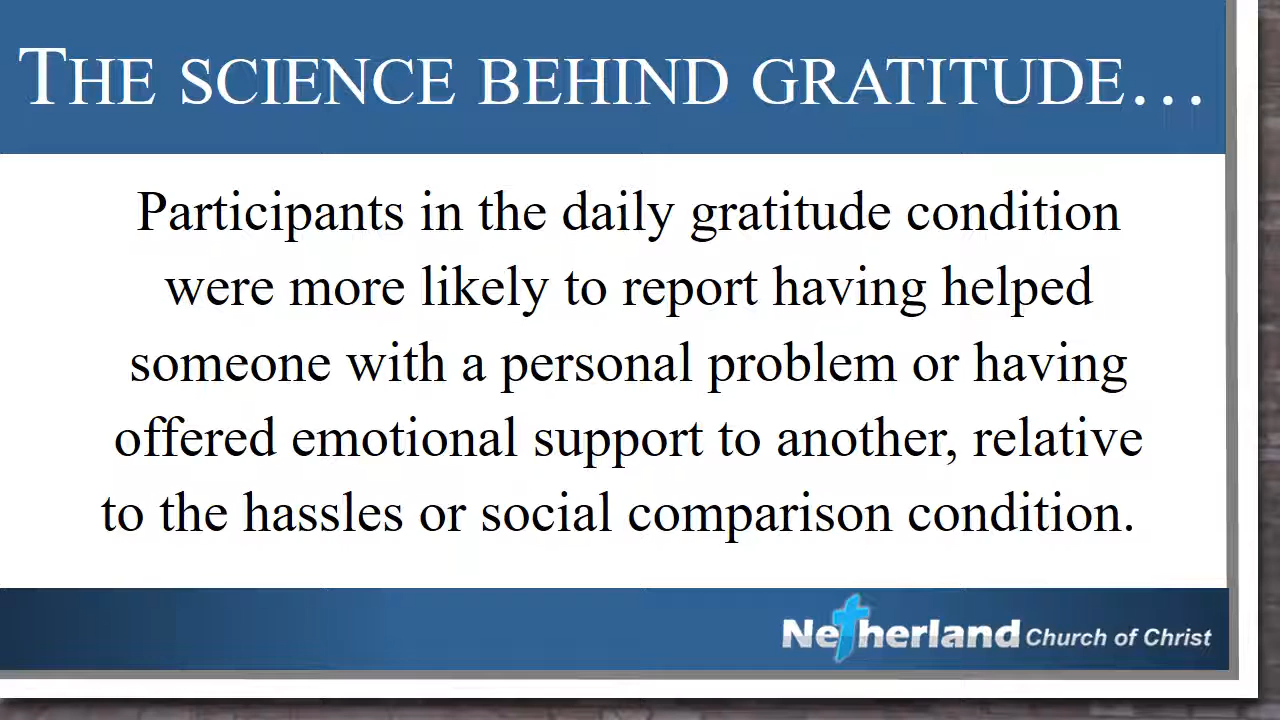 THE SCIENCE BEHIND GRATITUDE…
Participants in the daily gratitude condition
were more likely to report having helped
someone with a personal problem or having
offered emotional support to another, relative
to the hassles or social comparison condition.
Netherland Church of Christ